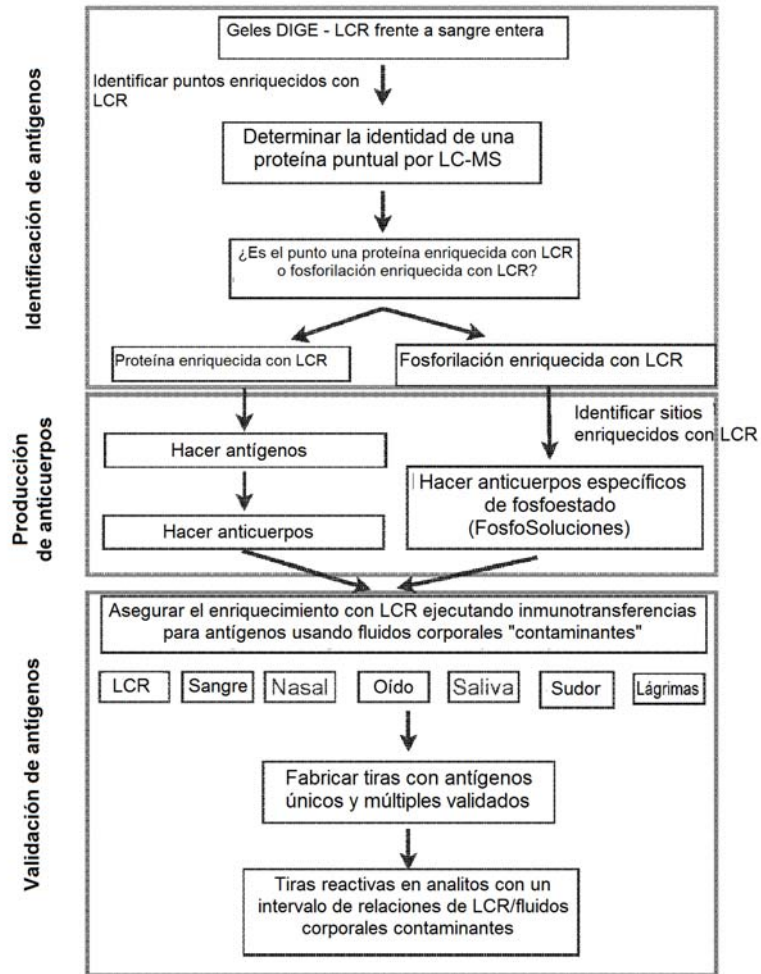 Geles DIGE - LCR frente a sangre entera
Identificar puntos enriquecidos con
LCR
Determinar la identidad de una
proteína puntual por LC-MS
¿Es el punto una proteína enriquecida con LCR
o fosforilación enriquecida con LCR?
Proteína enriquecida con LCR
Fosforilación enriquecida con LCR
Identificación de antígenos
Identificar sitios
enriquecidos con LCR
Hacer antígenos
Hacer anticuerpos
Hacer anticuerpos específicos
de fosfoestado
(FosfoSoluciones)
Producción
de anticuerpos
Asegurar el enriquecimiento con LCR ejecutando inmunotransferencias
para antígenos usando fluidos corporales "contaminantes"
LCR Sangre Nasal Oído Saliva Sudor Lágrimas
Fabricar tiras con antígenos
únicos y múltiples validados
Tiras reactivas en analitos con un
intervalo de relaciones de LCR/fluidos
corporales contaminantes
Validación de antígenos